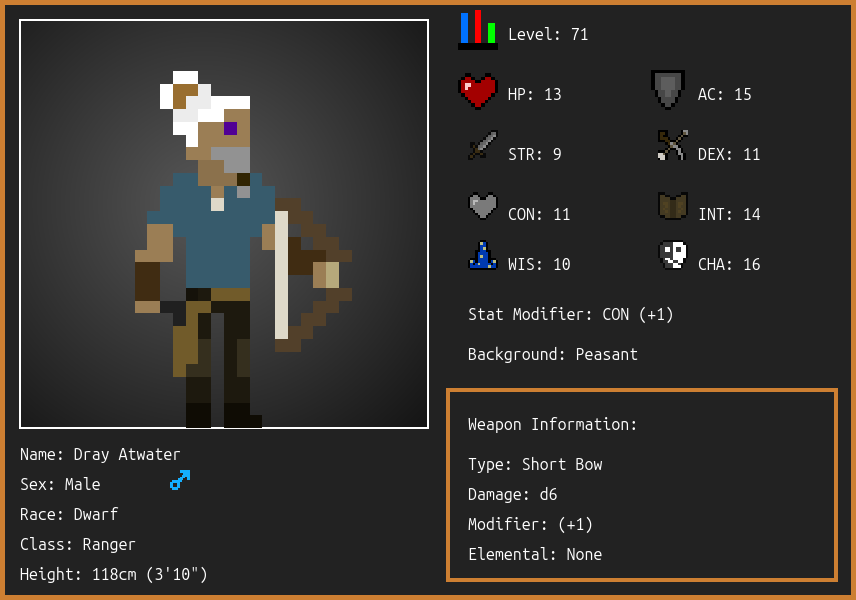 Level: 71
HP: 13
AC: 15
STR: 9
DEX: 11
CON: 11
INT: 14
WIS: 10
CHA: 16
Stat Modifier: CON (+1)
Background: Peasant
Weapon Information:
Type: Short Bow
Damage: d6
Modifier: (+1)
Elemental: None
Name: Dray Atwater
Sex: Male
Race: Dwarf
Class: Ranger
Height: 118cm (3'10")